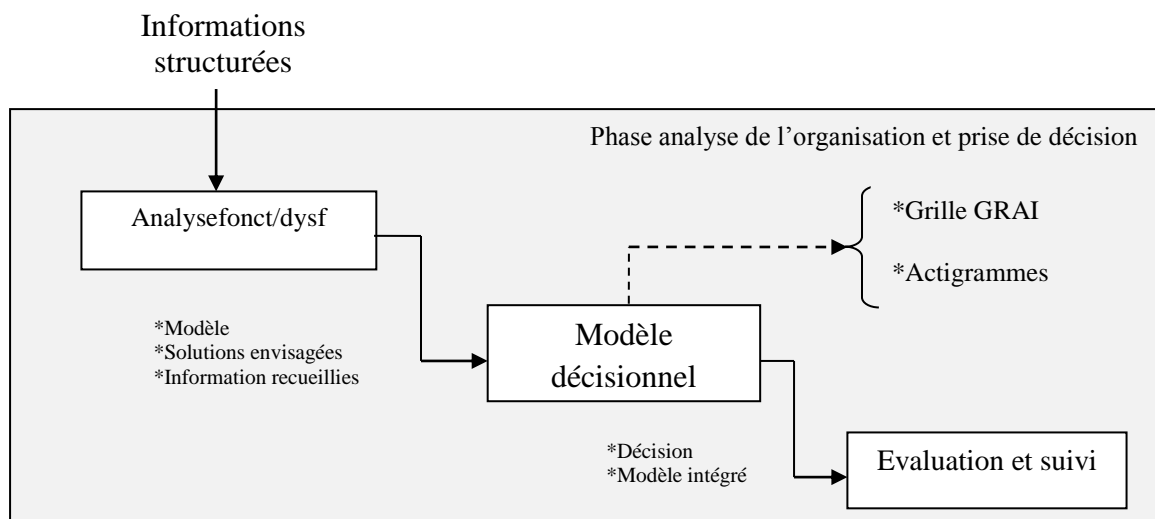 Informations
structurées
Phase analyse de l’organisation et prise de décision
Analysefonct/dysf
*Grille GRAI
*Actigrammes
*Modèle
*Solutions envisagées
*Information recueillies
Modèle
décisionnel
*Décision
*Modèle intégré
Evaluation et suivi